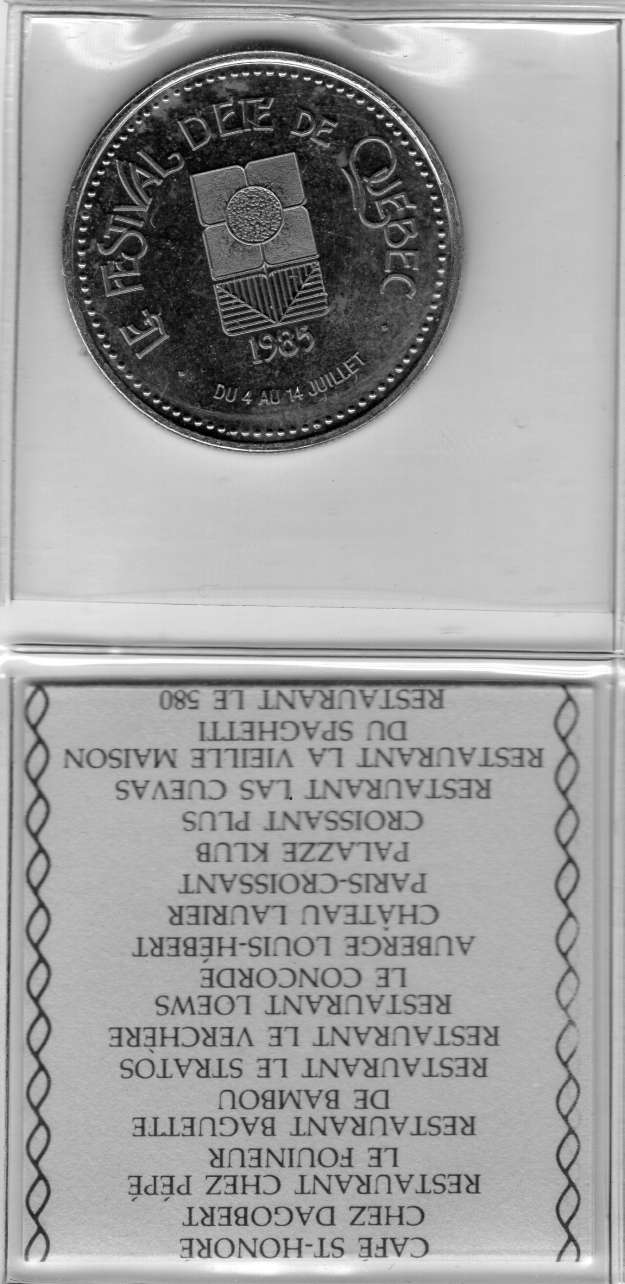 LE FESTIVAL D'ÉTÉ DE QUÉBEC
1985
DU 4 AU 14 JUILLET
CAFÉ ST-HONORÉ
CHEZ DAGOBERT
RESTAURANT CHEZ PÉPÉ
LE FOUINEUR
RESTAURANT BAGUETTE
DE BAMBOU
RESTAURANT LE STRATÒS
RESTAURANT LE VERCHÈRE
RESTAURANT LOEWS
LE CONCORDE
AUBERGE LOUIS-HÉBERT
CHÂTEAU LAURIER
PARIS-CROISSANT
PALAZZE KLUB
CROISSANT PLUS
RESTAURANT LAS CUEVAS
RESTAURANT LA VIEILLE MAISON
DU SPAGHETTI
RESTAURANT LE 580